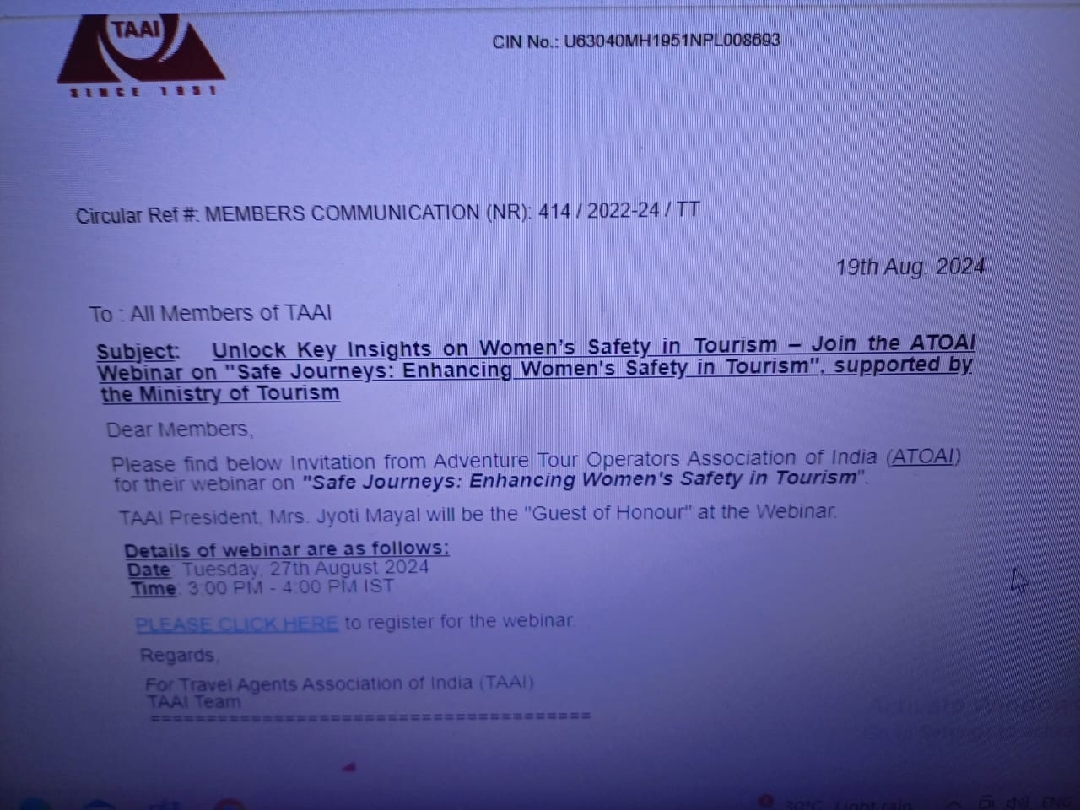 TAAI
SINCE 1951
CIN No.: U63040MH1951NPL008693
Circular Ref #: MEMBERS COMMUNICATION (NR): 414 / 2022-24 / TT
19th Aug. 2024
To : All Members of TAAI
Subject: Unlock Key Insights on Women's Safety in Tourism – Join the ATOAI
Webinar on "Safe Journeys: Enhancing Women's Safety in Tourism", supported by
the Ministry of Tourism
Dear Members,
Please find below Invitation from Adventure Tour Operators Association of India (ATOAI)
for their webinar on "Safe Journeys: Enhancing Women's Safety in Tourism".
TAAI President, Mrs. Jyoti Mayal will be the "Guest of Honour" at the Webinar.
Details of webinar are as follows:
Date: Tuesday, 27th August 2024
Time: 3:00 PM - 4:00 PM IST
PLEASE CLICK HERE to register for the webinar.
Regards,
For Travel Agents Association of India (TAAI)
TAAI Team
========================================
30°C Light rain